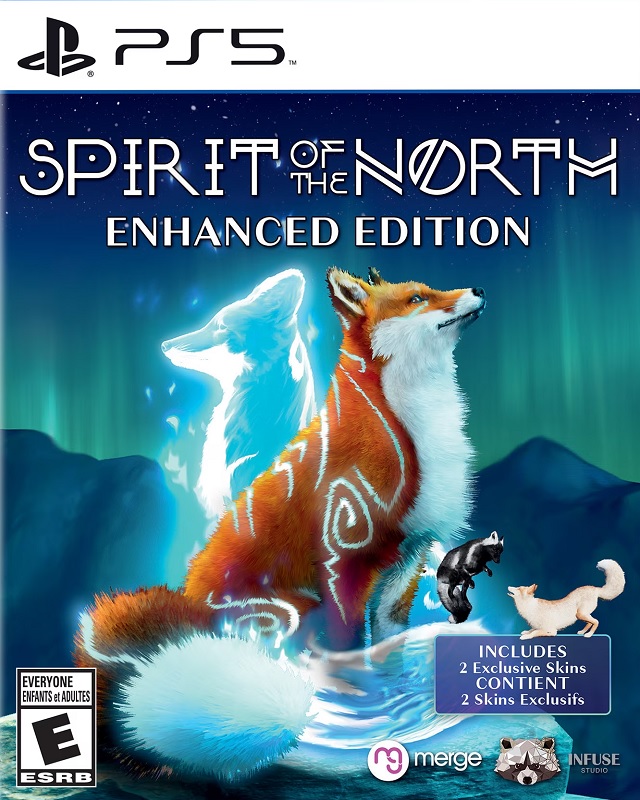 PS5
SPIRIT OF THE NORTH
ENHANCED EDITION
INCLUDES
2 Exclusive Skins
CONTIENT
2 Skins Exclusifs
EVERYONE
ENFANTS et ADULTES
E
ESRB
merge
INFUSE
STUDIO